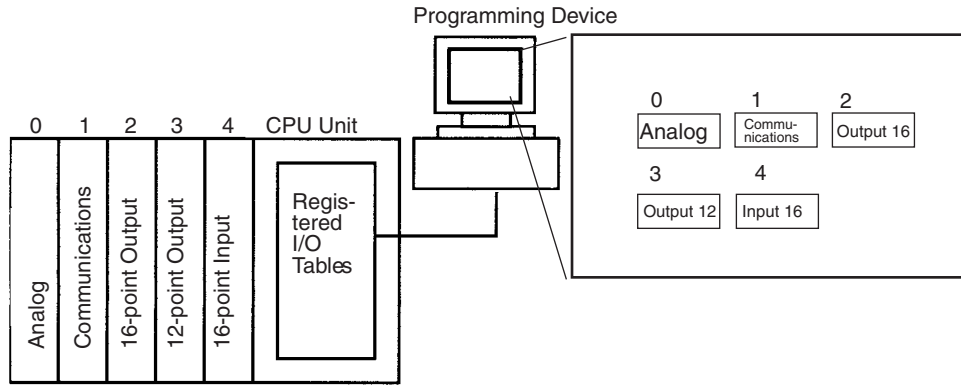 Programming Device
0 1 2 3 4 CPU Unit
Analog
Communications
16-point Output
12-point Output
16-point Input
Regis-
tered
I/O
Tables
0 1 2
Analog
Commu-
nications
Output 16
3 4
Output 12
Input 16